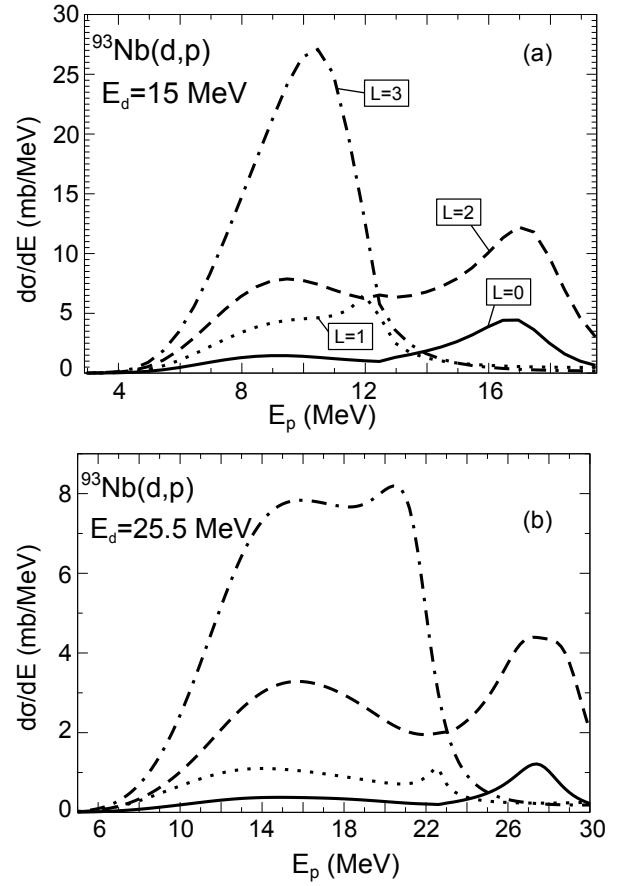 30
25
20
15
10
5
0
dσ/dE (mb/MeV)
⁹³Nb(d,p)
E_d=15 MeV
(a)
L=3
L=2
L=0
L=1
4 8 12 16
E_p (MeV)
8
6
4
2
0
dσ/dE (mb/MeV)
⁹³Nb(d,p)
E_d=25.5 MeV
(b)
6 10 14 18 22 26 30
E_p (MeV)